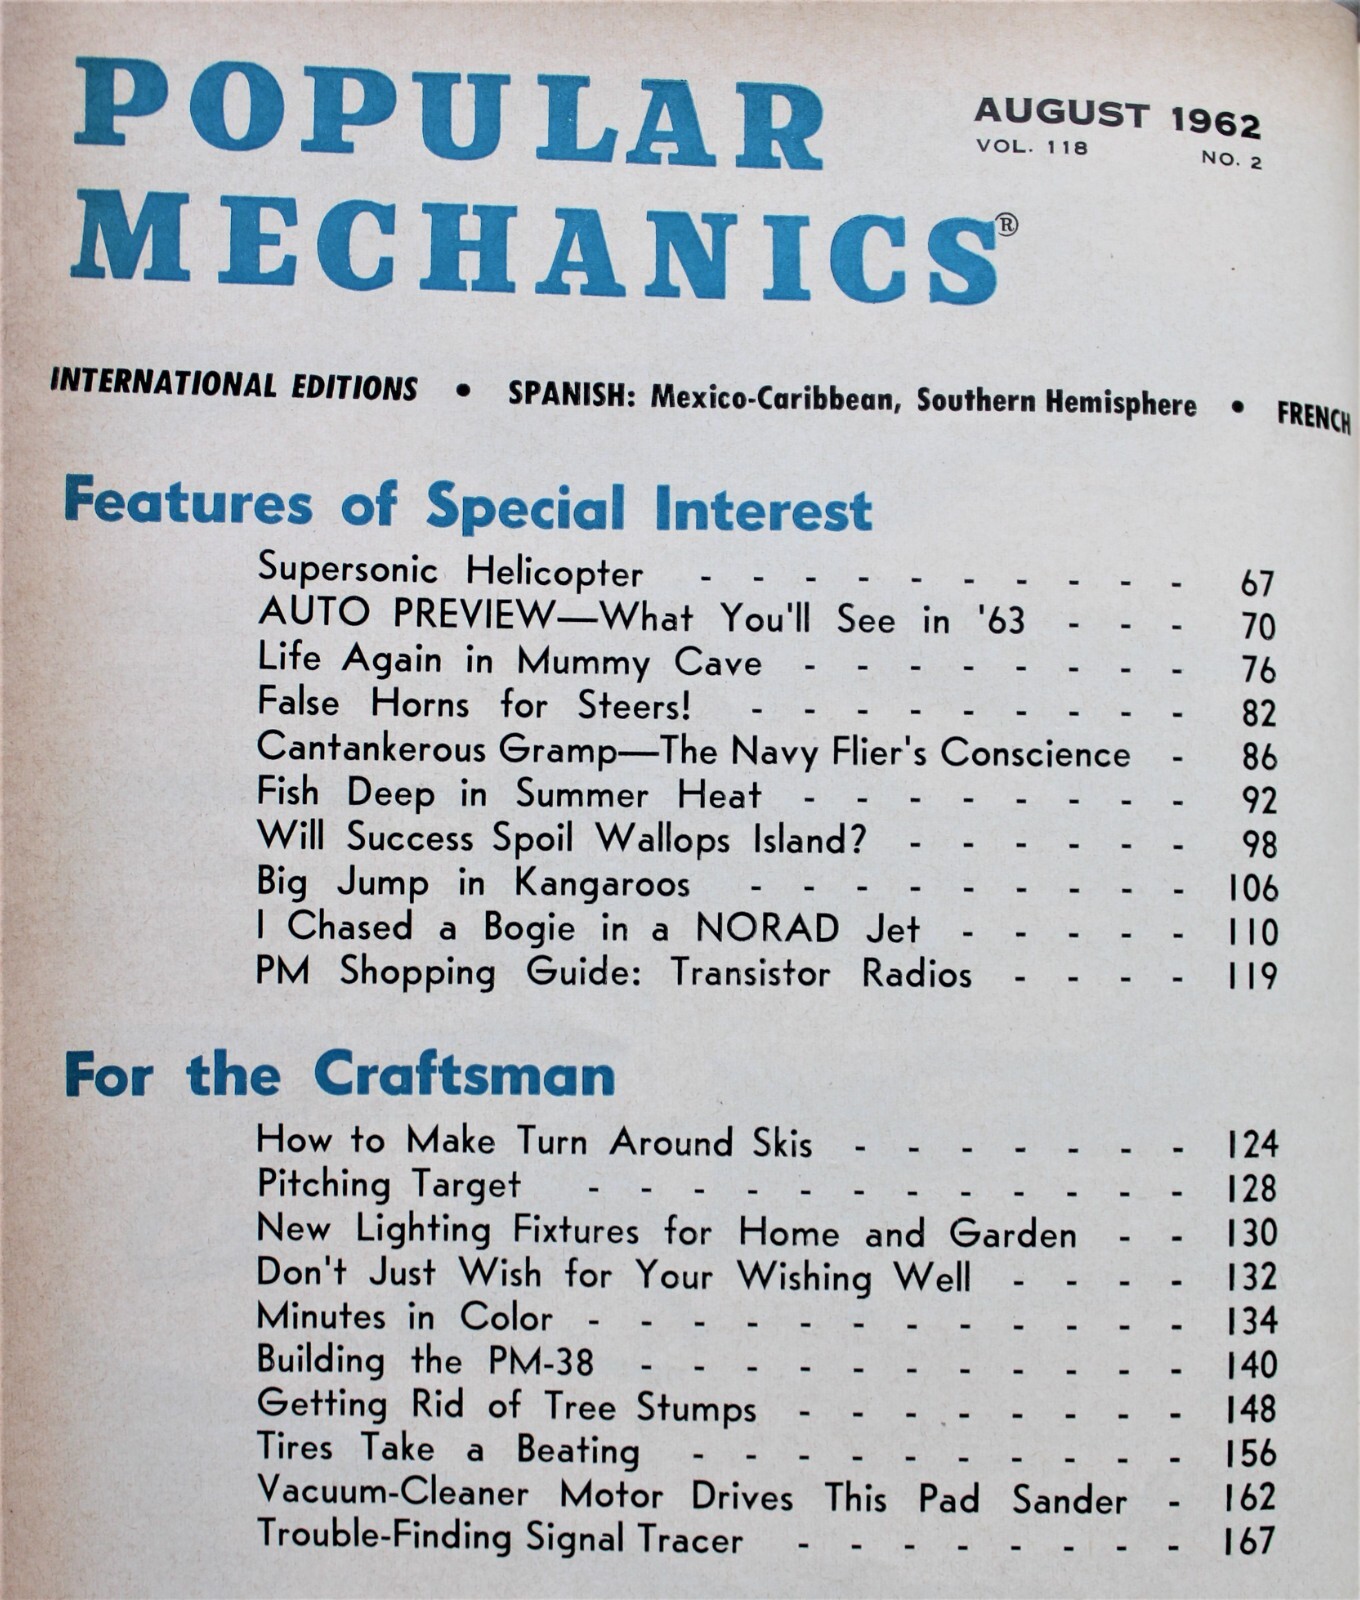 POPULAR
MECHANICS®
AUGUST 1962
VOL. 118 NO. 2
INTERNATIONAL EDITIONS • SPANISH: Mexico-Caribbean, Southern Hemisphere • FRENCH
Features of Special Interest
Supersonic Helicopter - - - - - - - - - - 67
AUTO PREVIEW—What You'll See in '63 - - - 70
Life Again in Mummy Cave - - - - - - - - 76
False Horns for Steers! - - - - - - - - - 82
Cantankerous Gramp—The Navy Flier's Conscience - 86
Fish Deep in Summer Heat - - - - - - - - 92
Will Success Spoil Wallops Island? - - - - - - 98
Big Jump in Kangaroos - - - - - - - - - 106
I Chased a Bogie in a NORAD Jet - - - - - 110
PM Shopping Guide: Transistor Radios - - - - 119
For the Craftsman
How to Make Turn Around Skis - - - - - - - 124
Pitching Target - - - - - - - - - - - - 128
New Lighting Fixtures for Home and Garden - - 130
Don't Just Wish for Your Wishing Well - - - - 132
Minutes in Color - - - - - - - - - - - - 134
Building the PM-38 - - - - - - - - - - - 140
Getting Rid of Tree Stumps - - - - - - - - 148
Tires Take a Beating - - - - - - - - - - 156
Vacuum-Cleaner Motor Drives This Pad Sander - 162
Trouble-Finding Signal Tracer - - - - - - - - 167